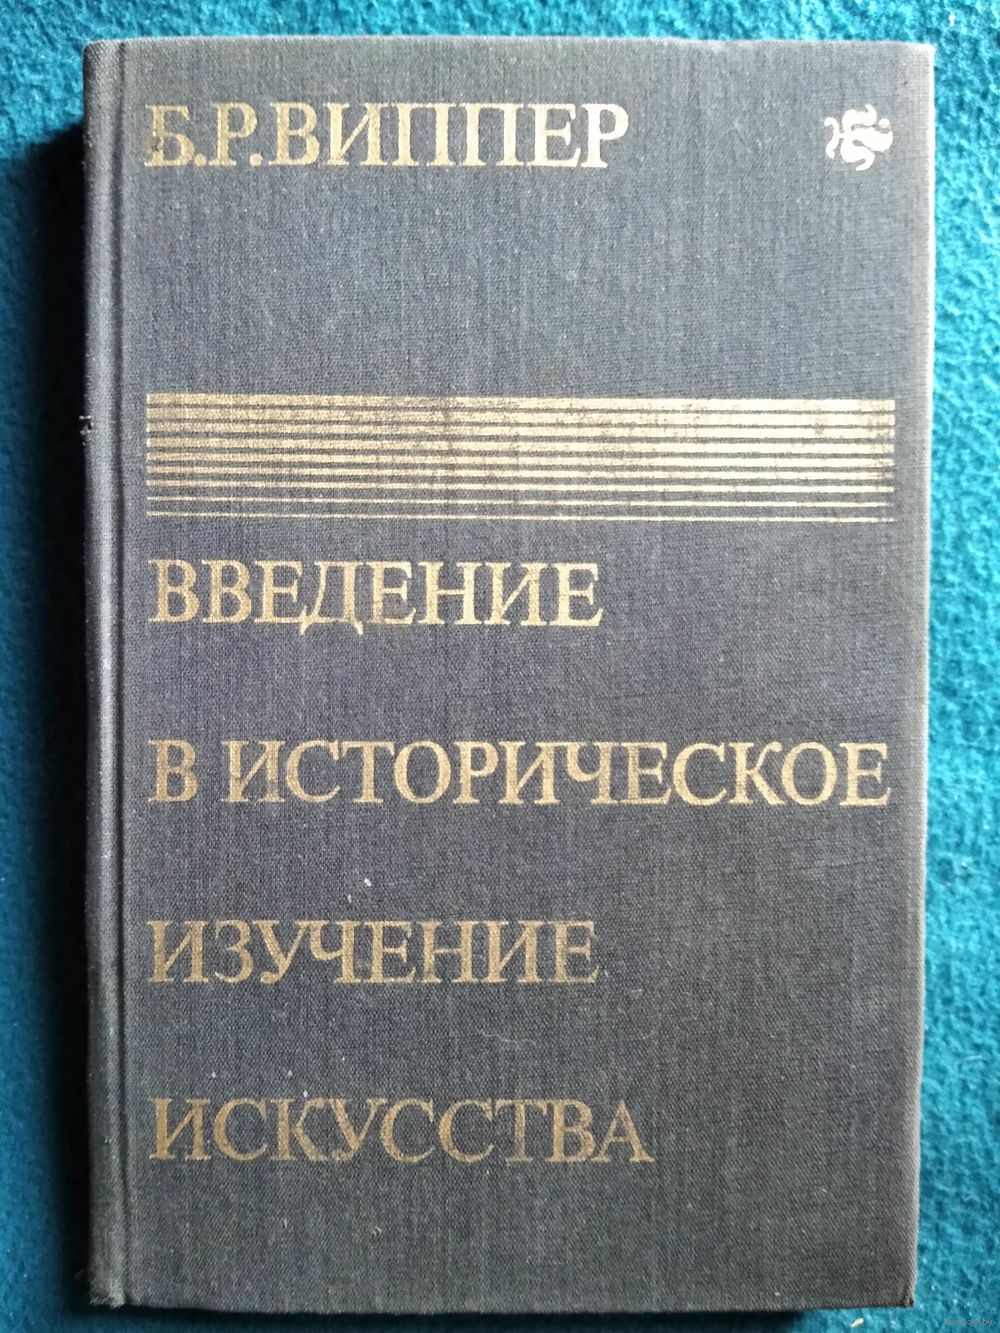 Б.Р.ВИППЕР
ВВЕДЕНИЕ
В ИСТОРИЧЕСКОЕ
ИЗУЧЕНИЕ
ИСКУССТВА